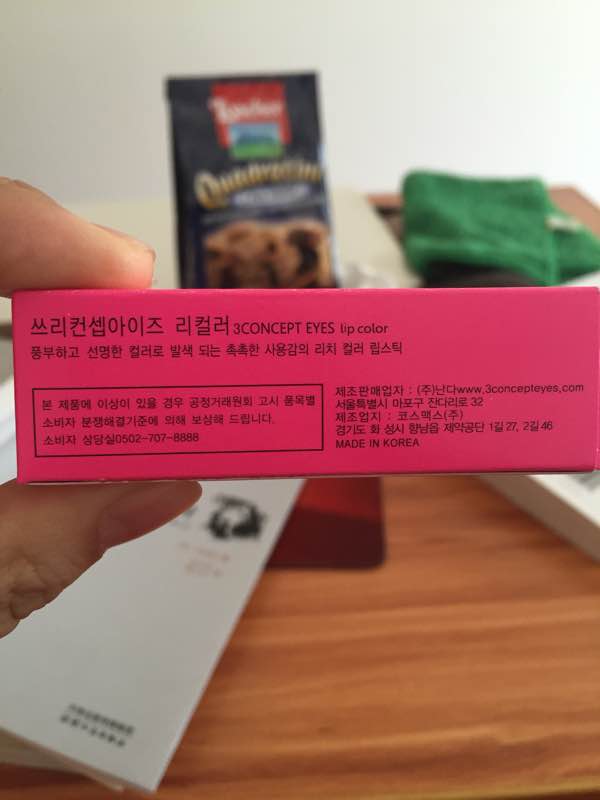 Loacker
Quadratini
쓰리컨셉아이즈 리컬러 3CONCEPT EYES lip color
풍부하고 선명한 컬러로 발색 되는 촉촉한 사용감의 리치 컬러 립스틱
본 제품에 이상이 있을 경우 공정거래원회 고시 품목별
소비자 분쟁해결기준에 의해 보상해 드립니다.
소비자 상당실0502-707-8888
제조판매업자 : (주)난다www.3concepteyes,com
서울특별시 마포구 잔다리로 32
제조업지 : 코스맥스(주)
경기도 화 성시 향남읍 제약공단 1길 27, 2길 46
MADE IN KOREA